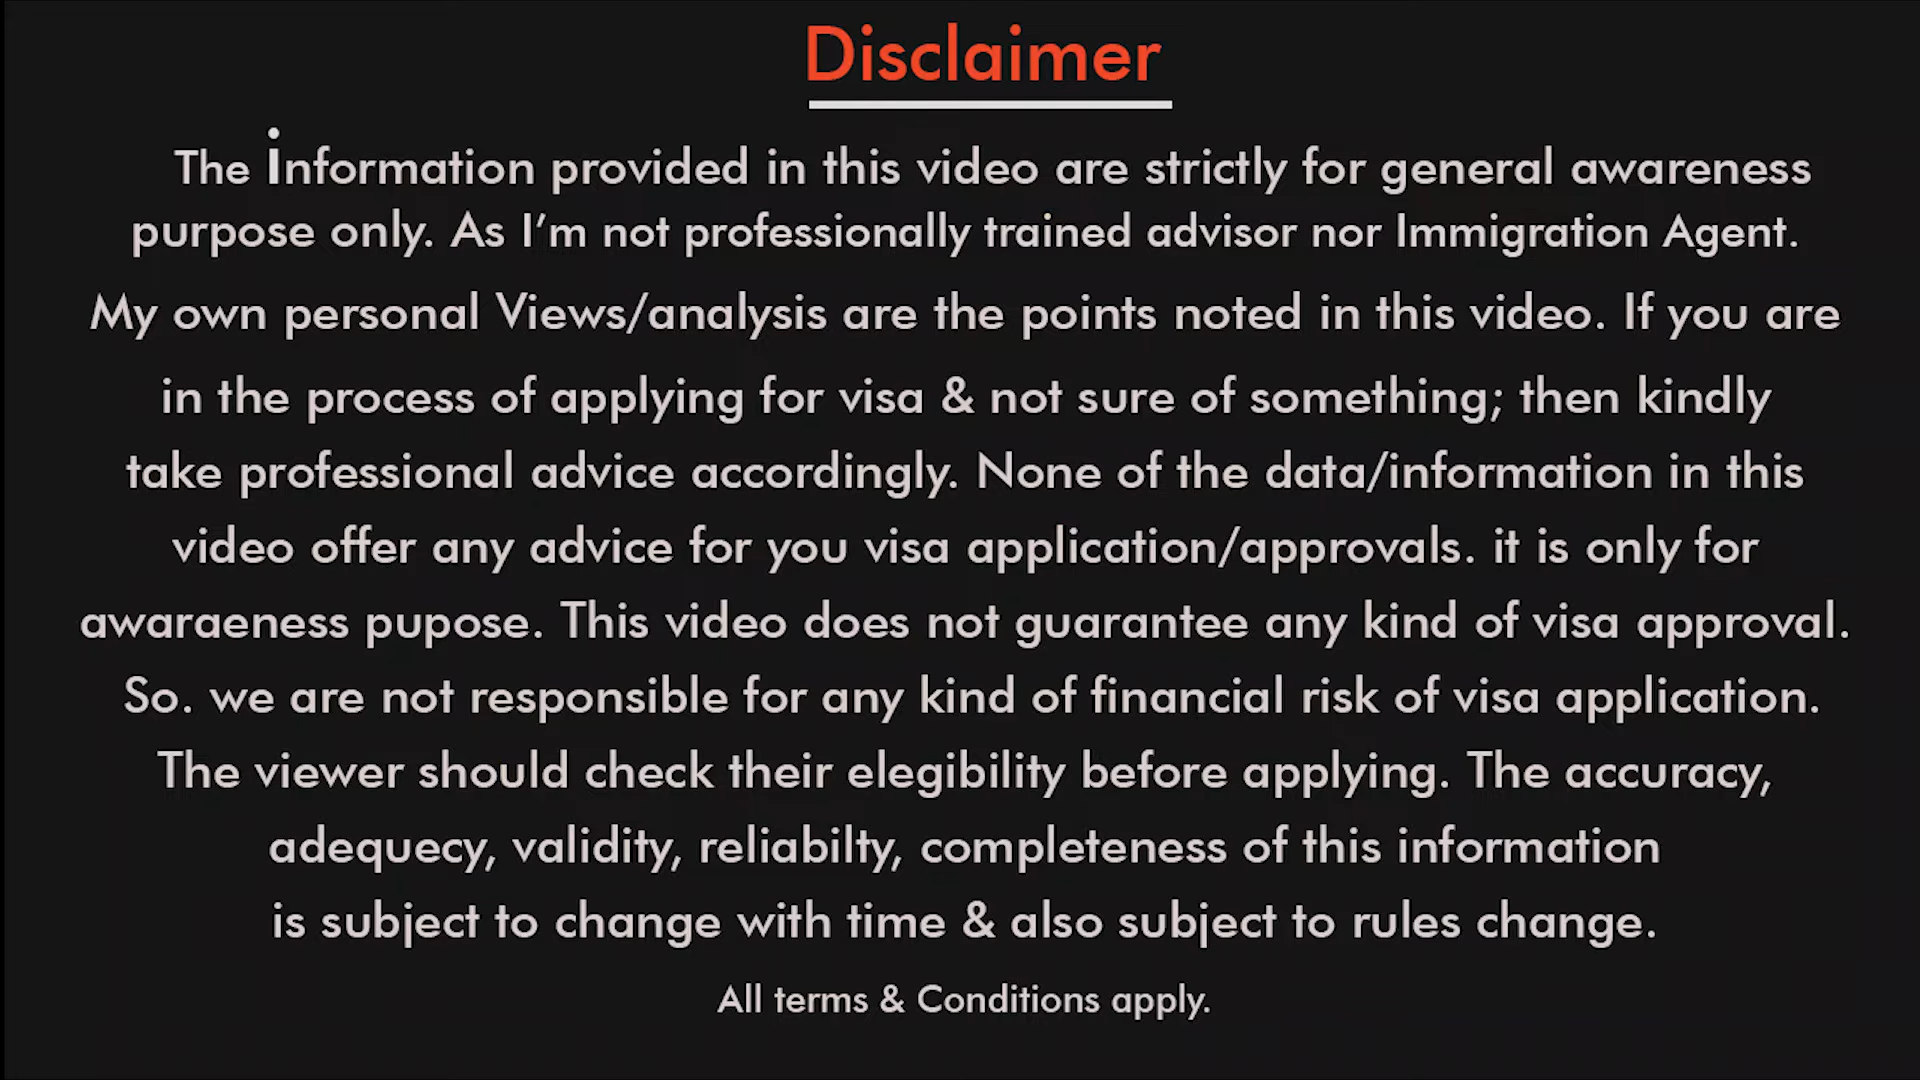 Disclaimer
The information provided in this video are strictly for general awareness
purpose only. As I'm not professionally trained advisor nor Immigration Agent.
My own personal Views/analysis are the points noted in this video. If you are
in the process of applying for visa & not sure of something; then kindly
take professional advice accordingly. None of the data/information in this
video offer any advice for you visa application/approvals. it is only for
awaraeness pupose. This video does not guarantee any kind of visa approval.
So. we are not responsible for any kind of financial risk of visa application.
The viewer should check their elegibility before applying. The accuracy,
adequecy, validity, reliabilty, completeness of this information
is subject to change with time & also subject to rules change.
All terms & Conditions apply.